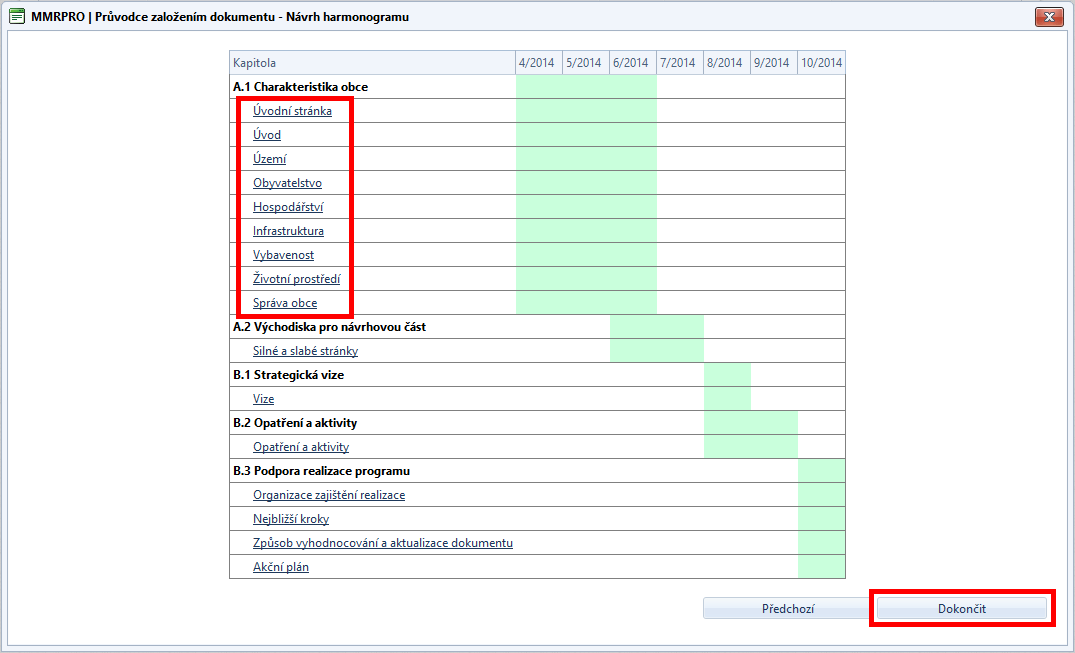 MMRPRO | Průvodce založením dokumentu - Návrh harmonogramu
Kapitola 4/2014 5/2014 6/2014 7/2014 8/2014 9/2014 10/2014
A.1 Charakteristika obce
Úvodní stránka
Úvod
Území
Obyvatelstvo
Hospodářství
Infrastruktura
Vybavenost
Životní prostředí
Správa obce
A.2 Východiska pro návrhovou část
Silné a slabé stránky
B.1 Strategická vize
Vize
B.2 Opatření a aktivity
Opatření a aktivity
B.3 Podpora realizace programu
Organizace zajištění realizace
Nejbližší kroky
Způsob vyhodnocování a aktualizace dokumentu
Akční plán
Předchozí Dokončit